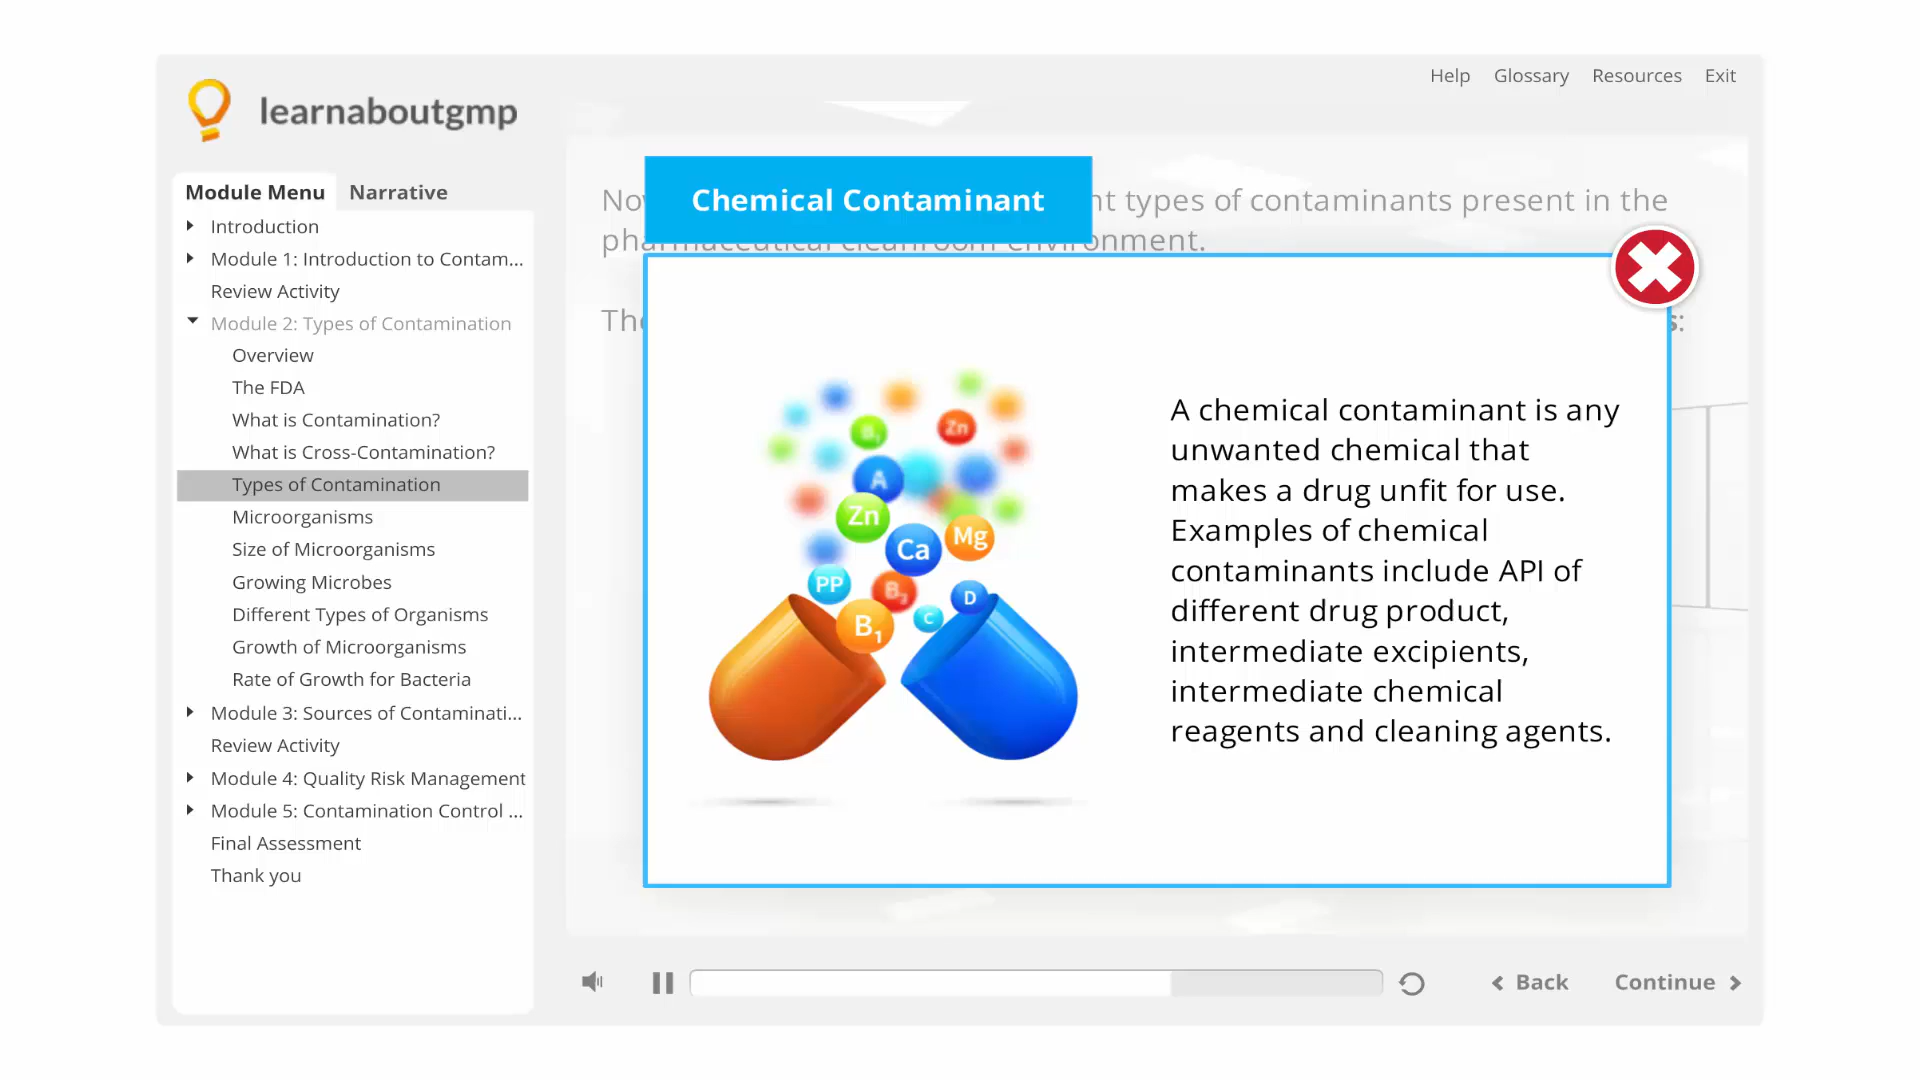 Help Glossary Resources Exit
learnaboutgmp
Module Menu Narrative
Introduction
Module 1: Introduction to Contam...
Review Activity
Module 2: Types of Contamination
Overview
The FDA
What is Contamination?
What is Cross-Contamination?
Types of Contamination
Microorganisms
Size of Microorganisms
Growing Microbes
Different Types of Organisms
Growth of Microorganisms
Rate of Growth for Bacteria
Module 3: Sources of Contaminati...
Review Activity
Module 4: Quality Risk Management
Module 5: Contamination Control ...
Final Assessment
Thank you
types of contaminants present in the
pharmaceutical cleanroom environment.
Chemical Contaminant
A chemical contaminant is any
unwanted chemical that
makes a drug unfit for use.
Examples of chemical
contaminants include API of
different drug product,
intermediate excipients,
intermediate chemical
reagents and cleaning agents.
Zn
A
Zn
Ca
Mg
PP
D
C
B₁
Back Continue